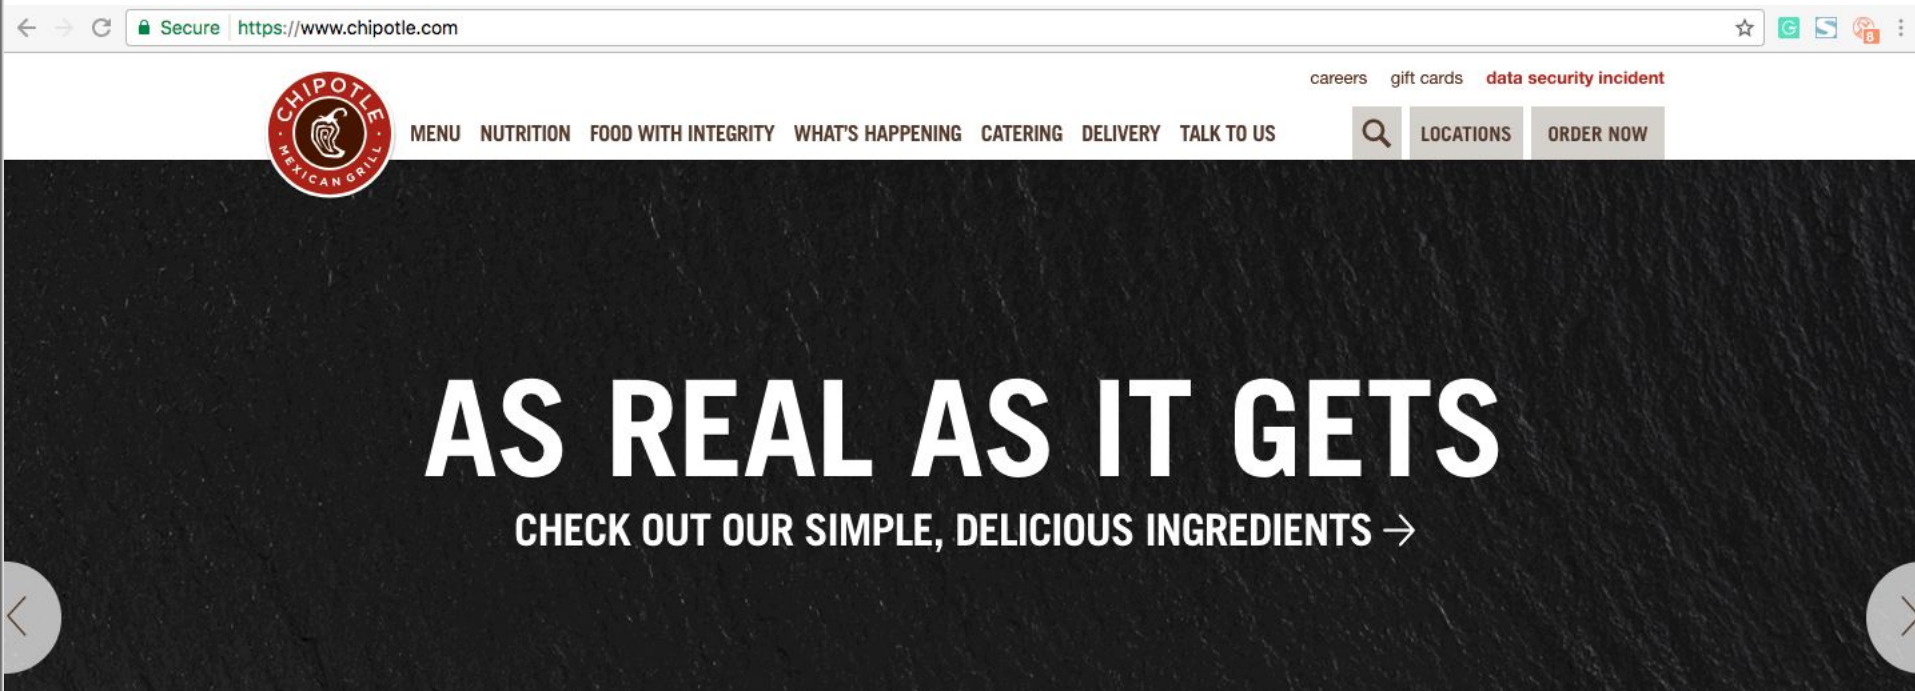 Secure https://www.chipotle.com
8
careers gift cards data security incident
CHIPOTLE
MEXICAN GRILL
MENU NUTRITION FOOD WITH INTEGRITY WHAT'S HAPPENING CATERING DELIVERY TALK TO US LOCATIONS ORDER NOW
AS REAL AS IT GETS
CHECK OUT OUR SIMPLE, DELICIOUS INGREDIENTS →